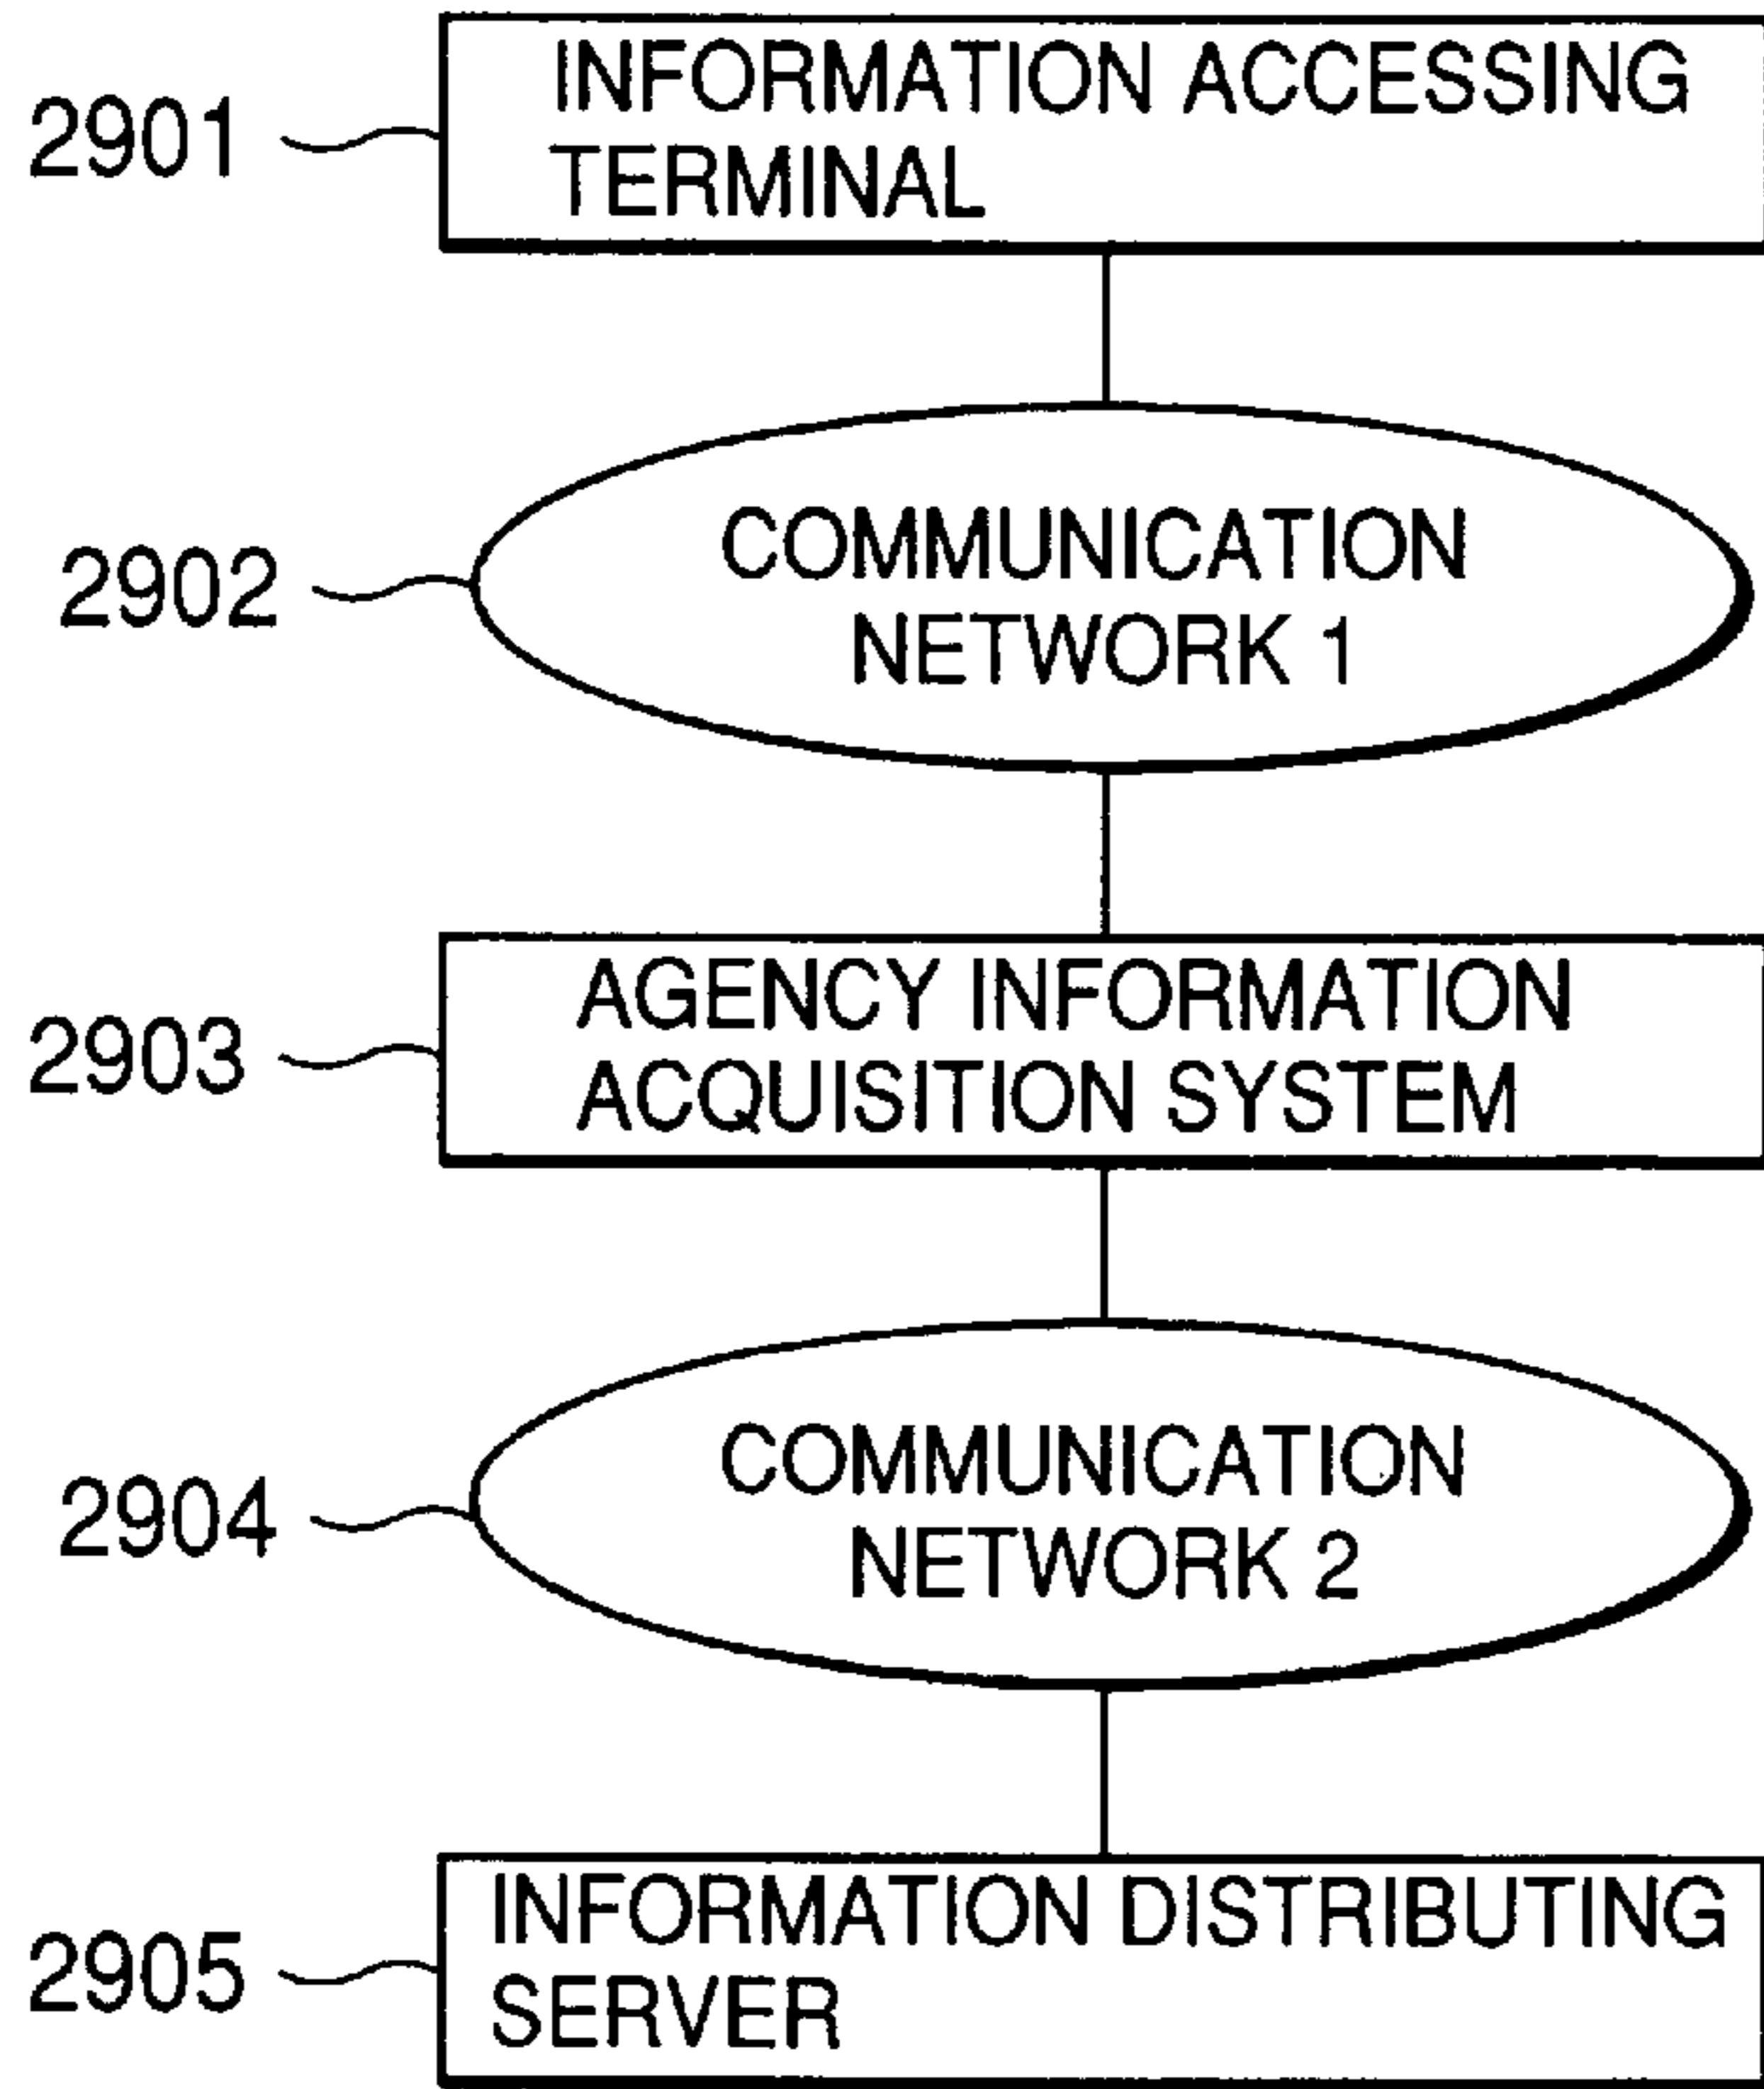 2901
INFORMATION ACCESSING
TERMINAL
2902
COMMUNICATION
NETWORK 1
2903
AGENCY INFORMATION
ACQUISITION SYSTEM
2904
COMMUNICATION
NETWORK 2
2905
INFORMATION DISTRIBUTING
SERVER